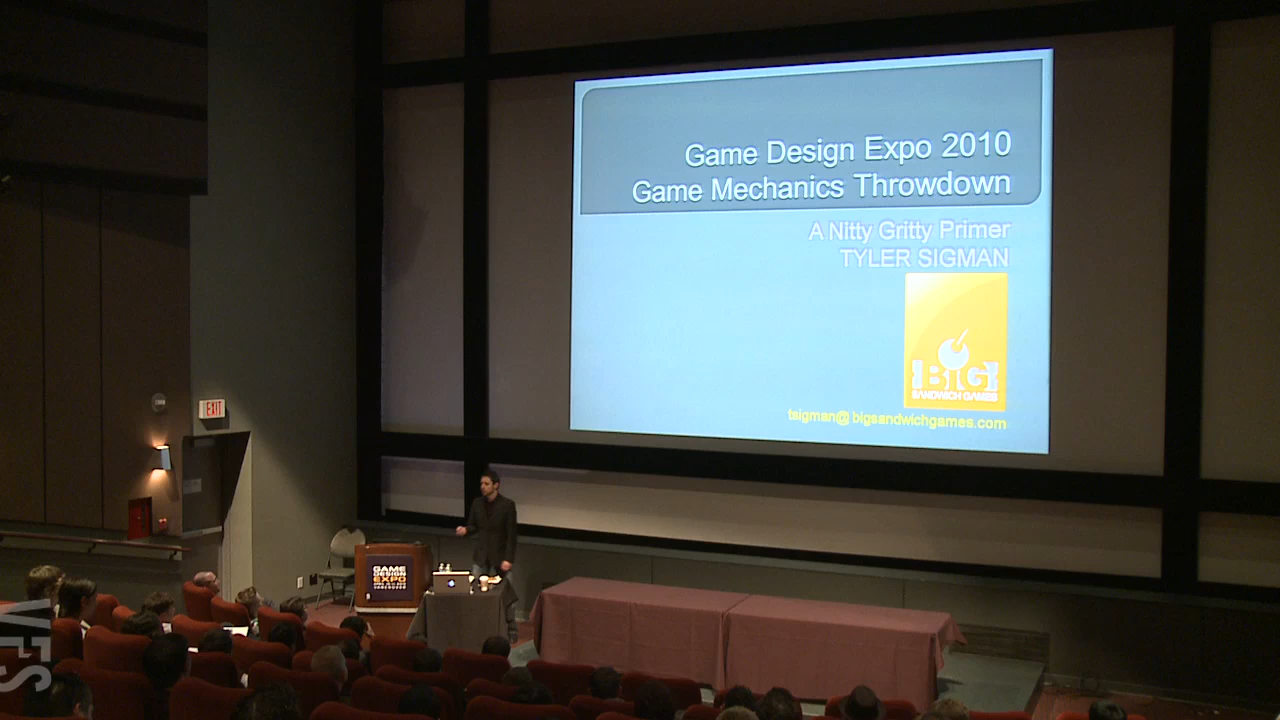 Game Design Expo 2010
Game Mechanics Throwdown
A Nitty Gritty Primer
TYLER SIGMAN
BIG
SANDWICH GAMES
tsigman@bigsandwichgames.com
EXIT
GAME
DESIGN
EXPO
VANCOUVER
VFS